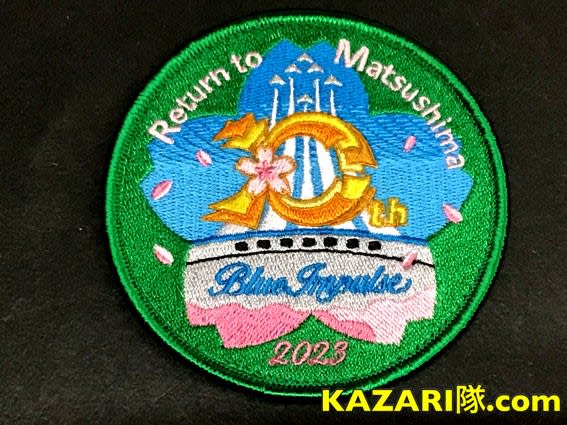 Return to Matsushima
10th
Blue Impulse
2023
KAZARI隊.com